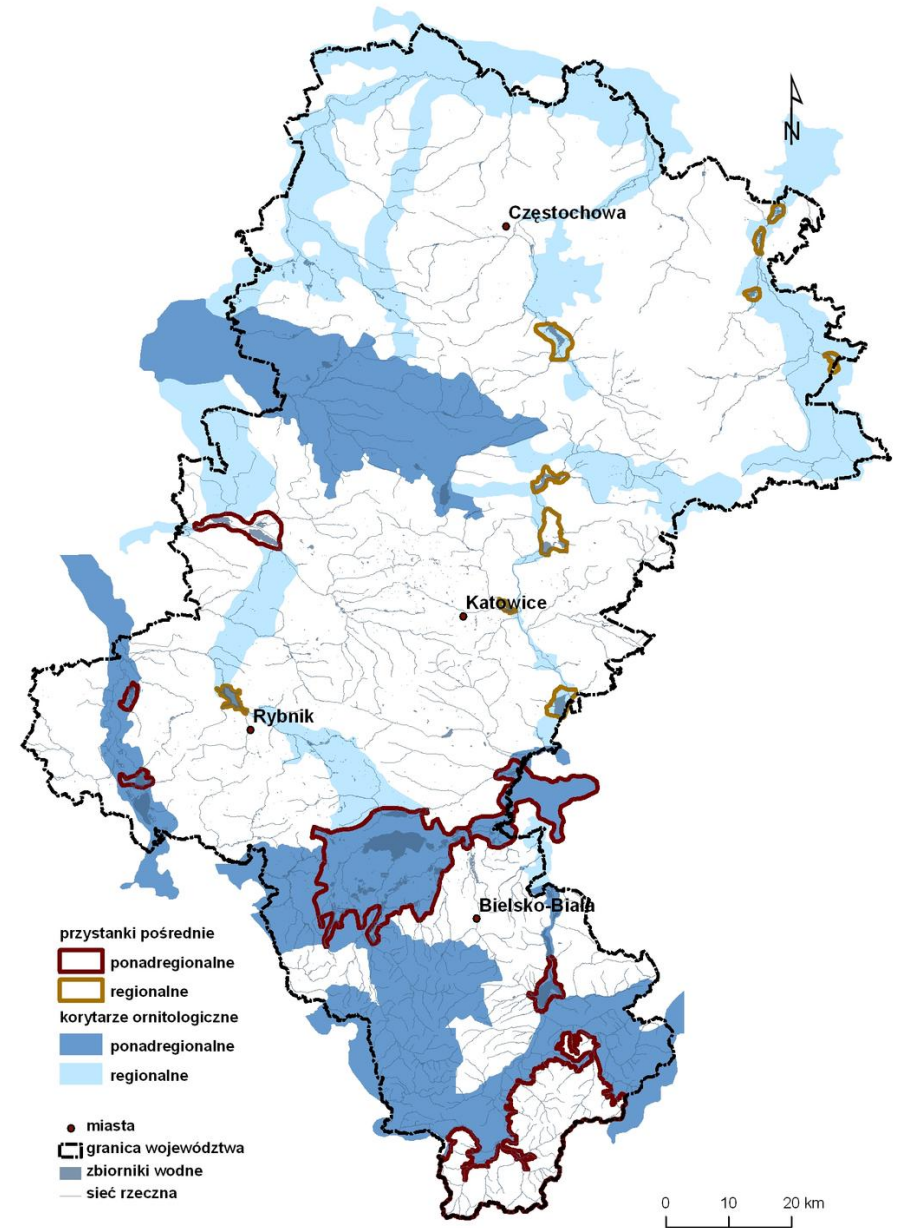 N
Częstochowa
Katowice
Rybnik
Bielsko-Biała
przystanki pośrednie
ponadregionalne
regionalne
korytarze ornitologiczne
ponadregionalne
regionalne
miasta
granica województwa
zbiorniki wodne
sieć rzeczna
0 10 20 km